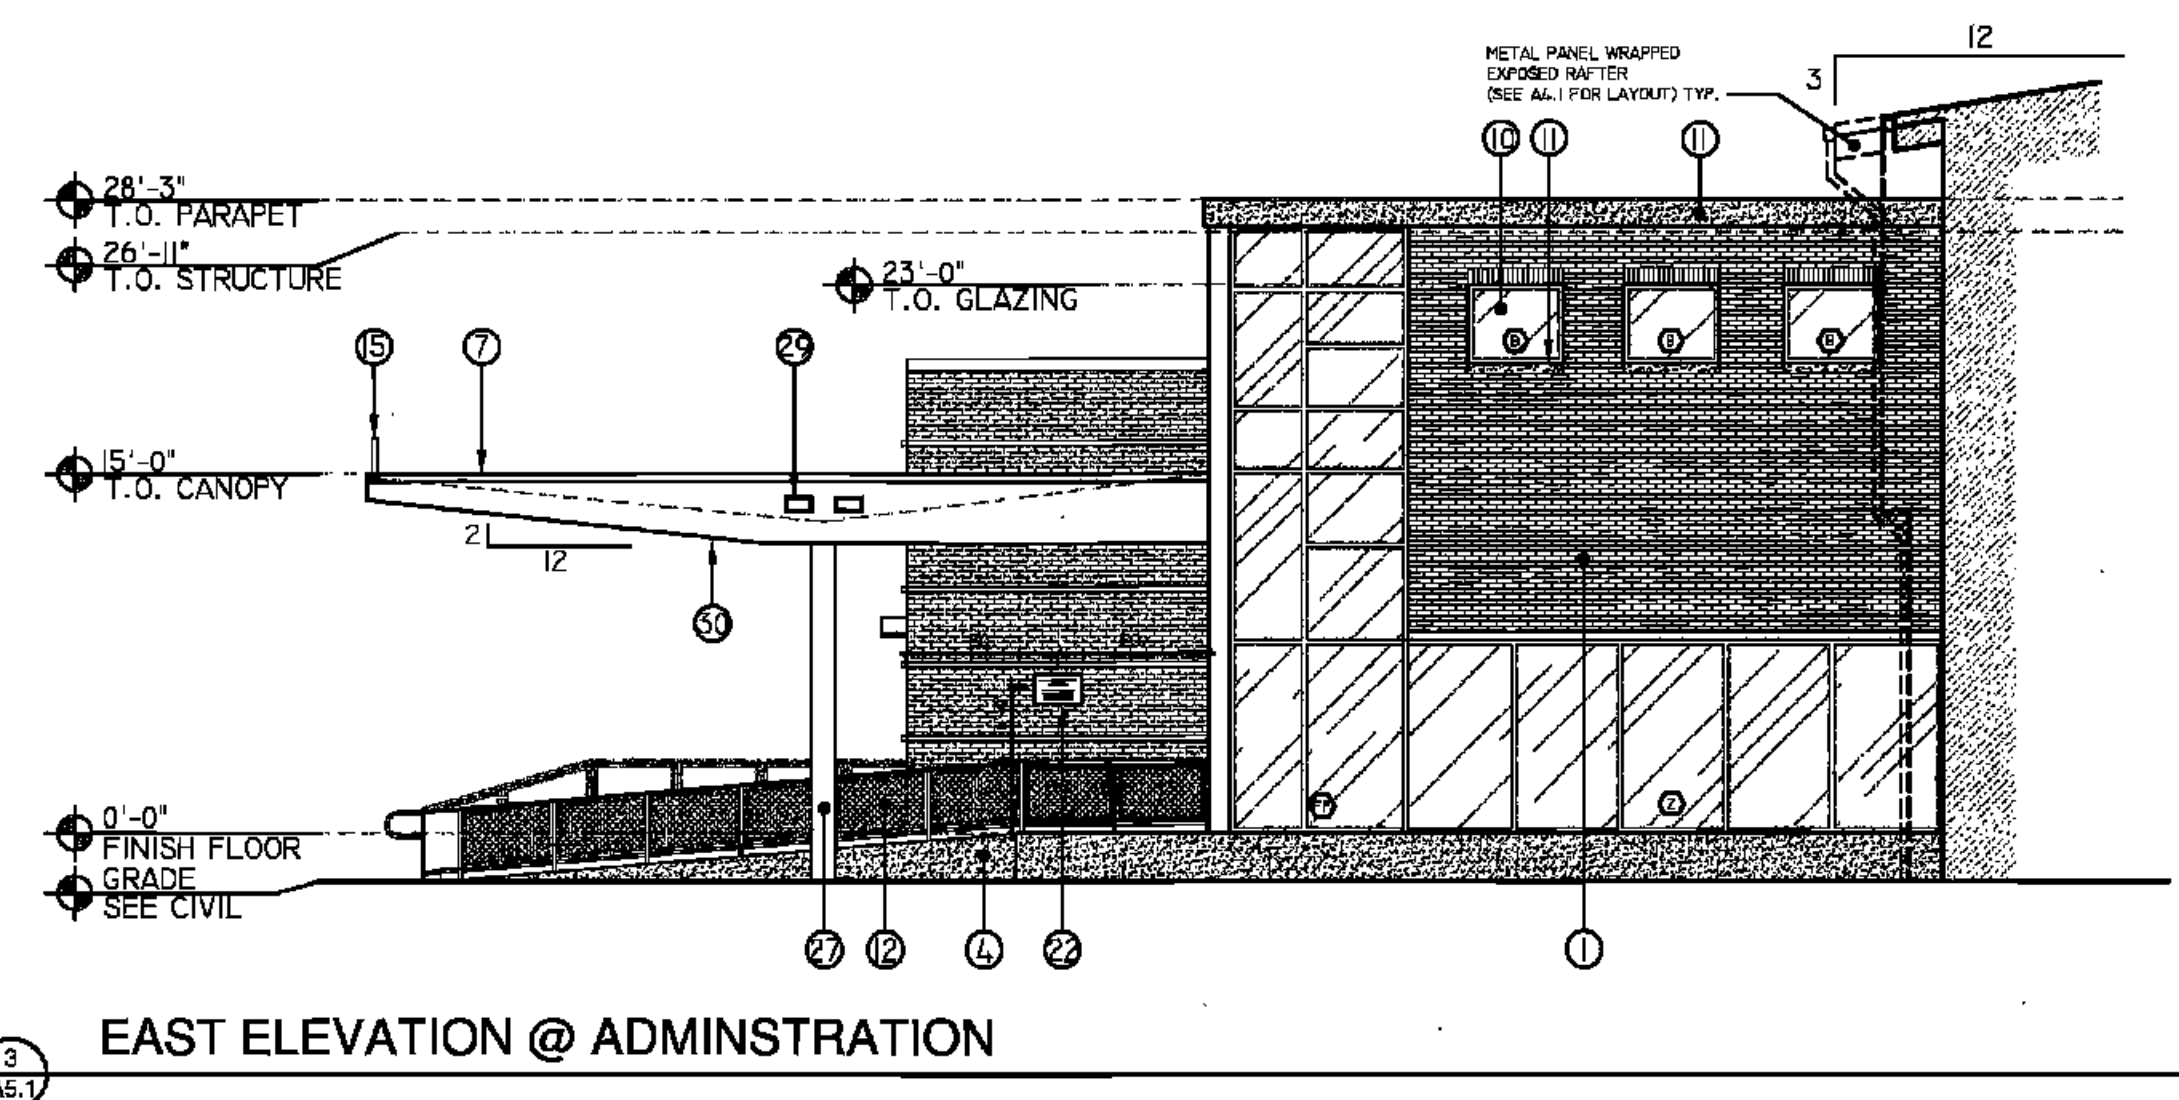 12
METAL PANEL WRAPPED
EXPOSED RAFTER
(SEE A4.1 FOR LAYOUT) TYP.
3
10
11
11
28'-3"
T.O. PARAPET
26'-11"
T.O. STRUCTURE
23'-0"
T.O. GLAZING
15
7
29
B
B
B
15'-0"
T.O. CANOPY
2
12
30
0'-0"
FINISH FLOOR
GRADE
SEE CIVIL
FF
Z
27
12
4
22
1
EAST ELEVATION @ ADMINSTRATION
3
A5.1